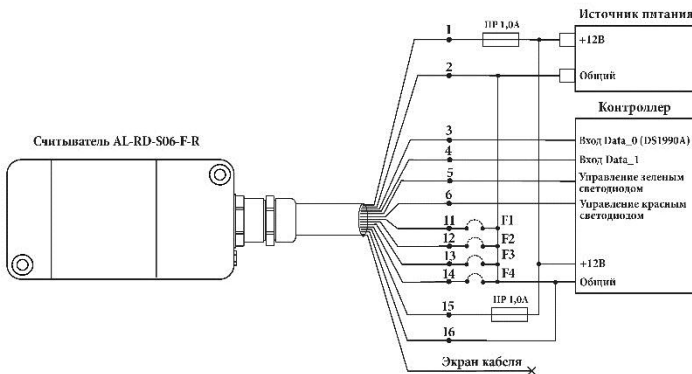 Источник питания
1
ПР 1,0А
+12В
2
Общий
Контроллер
Считыватель AL-RD-S06-F-R
3
Вход Data_0 (DS1990A)
4
Вход Data_1
5
Управление зеленым
светодиодом
6
Управление красным
светодиодом
11
F1
12
F2
13
F3
+12В
14
F4
Общий
15
ПР 1,0А
16
Экран кабеля